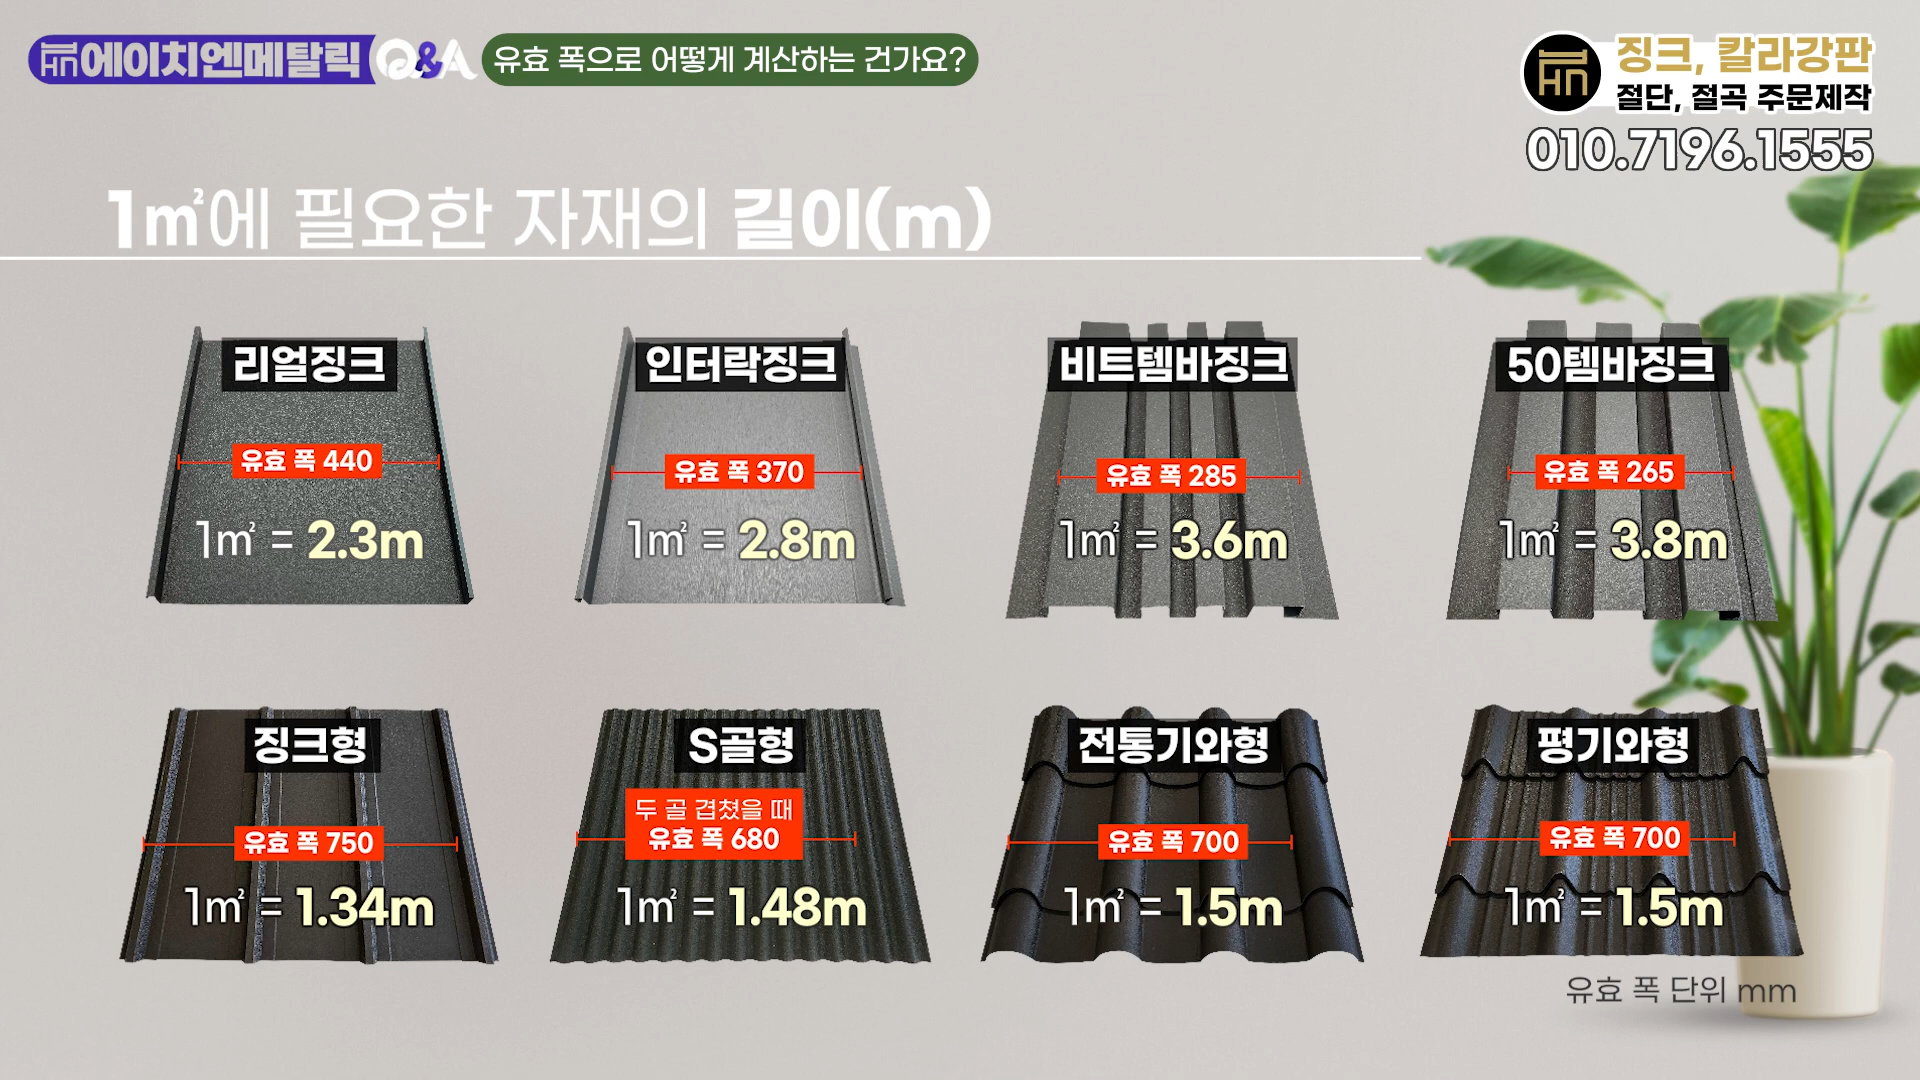 에이치엔메탈릭 Q&A 유효 폭으로 어떻게 계산하는 건가요?
징크, 칼라강판
절단, 절곡 주문제작
010.7196.1555
1㎡에 필요한 자재의 길이(m)
리얼징크
유효 폭 440
1㎡ = 2.3m
인터락징크
유효 폭 370
1㎡ = 2.8m
비트템바징크
유효 폭 285
1㎡ = 3.6m
50템바징크
유효 폭 265
1㎡ = 3.8m
징크형
유효 폭 750
1㎡ = 1.34m
S골형
두 골 겹쳤을 때
유효 폭 680
1㎡ = 1.48m
전통기와형
유효 폭 700
1㎡ = 1.5m
평기와형
유효 폭 700
1㎡ = 1.5m
유효 폭 단위 mm